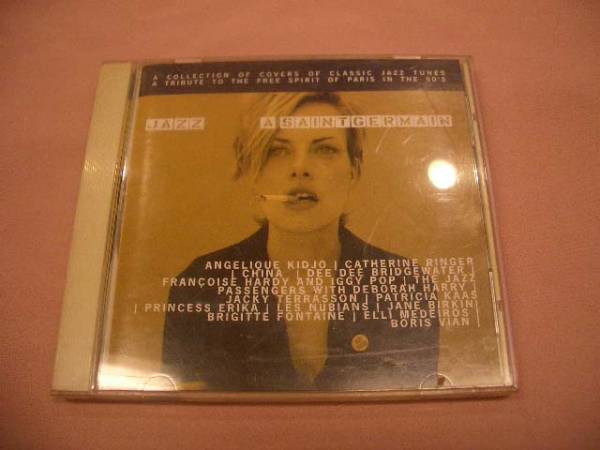 A COLLECTION OF COVERS OF CLASSIC JAZZ TUNES
A TRIBUTE TO THE FREE SPIRIT OF PARIS IN THE 50'S
JAZZ A SAINTGERMAIN
ANGELIQUE KIDJO | CATHERINE RINGER
| CHINA | DEE DEE BRIDGEWATER |
FRANÇOISE HARDY AND IGGY POP | THE JAZZ
PASSENGERS WITH DEBORAH HARRY |
JACKY TERRASSON | PATRICIA KAAS
| PRINCESS ERIKA | LES NUBIANS | JANE BIRKIN |
BRIGITTE FONTAINE | ELLI MEDEIROS |
BORIS VIAN |